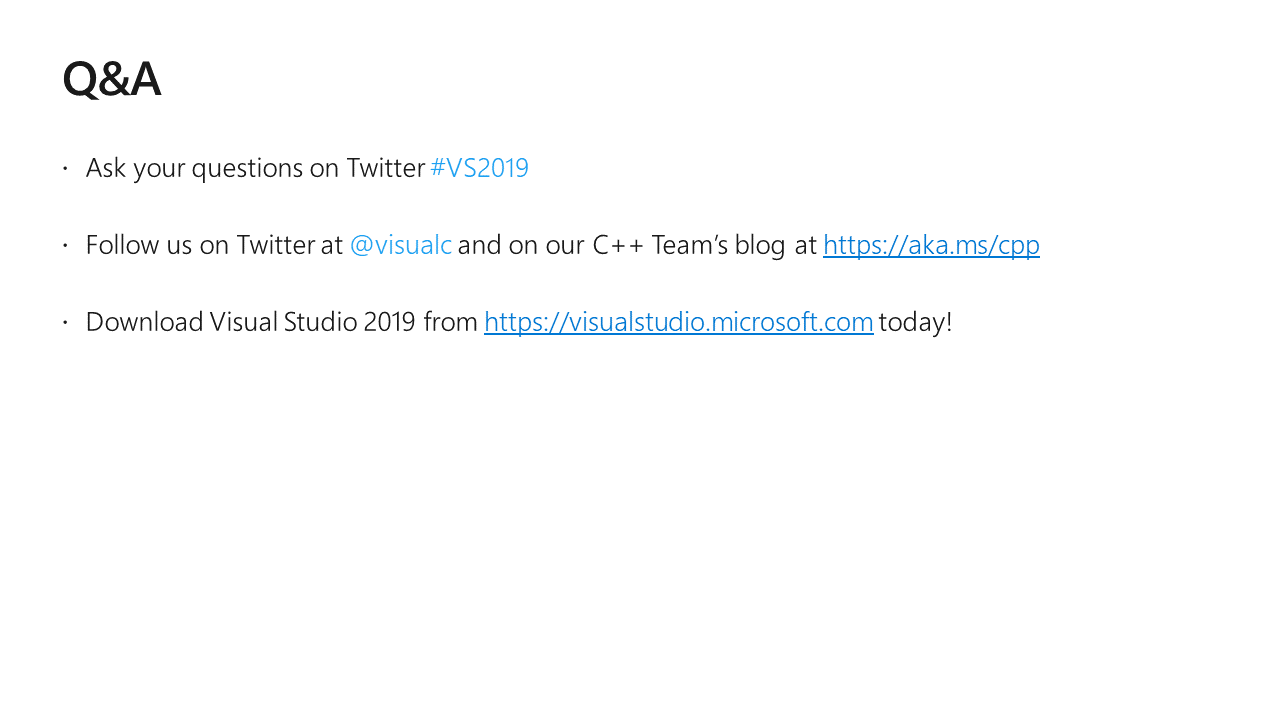 Q&A
· Ask your questions on Twitter #VS2019
· Follow us on Twitter at @visualc and on our C++ Team’s blog at https://aka.ms/cpp
· Download Visual Studio 2019 from https://visualstudio.microsoft.com today!